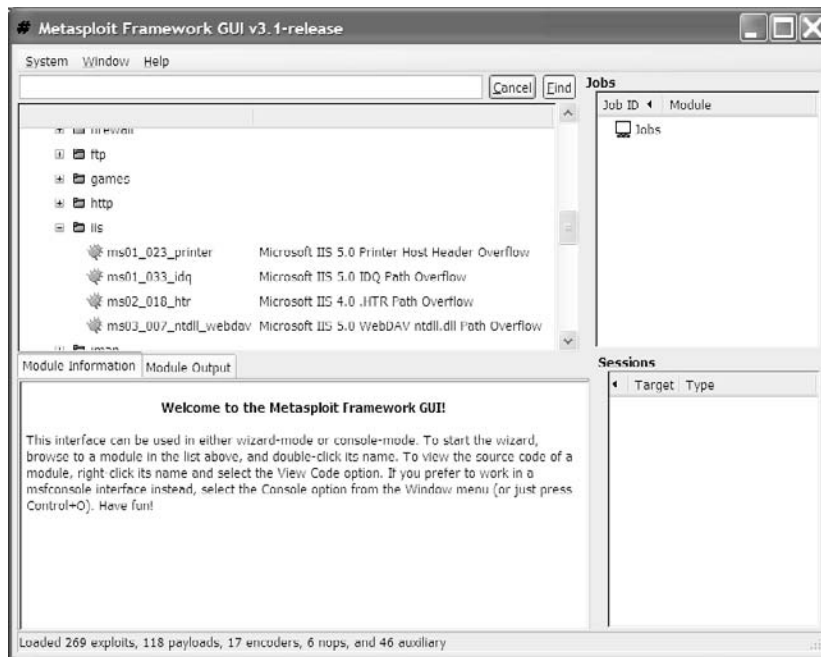 # Metasploit Framework GUI v3.1-release
System Window Help
Cancel Find
Jobs
Job ID Module
Jobs
firewall
ftp
games
http
iis
ms01_023_printer Microsoft IIS 5.0 Printer Host Header Overflow
ms01_033_idq Microsoft IIS 5.0 IDQ Path Overflow
ms02_018_htr Microsoft IIS 4.0 .HTR Path Overflow
ms03_007_ntdll_webdav Microsoft IIS 5.0 WebDAV ntdll.dll Path Overflow
imap
Module Information Module Output
Welcome to the Metasploit Framework GUI!
This interface can be used in either wizard-mode or console-mode. To start the wizard,
browse to a module in the list above, and double-click its name. To view the source code of a
module, right click its name and select the View Code option. If you prefer to work in a
msfconsole interface instead, select the Console option from the Window menu (or just press
Control+O). Have fun!
Sessions
Target Type
Loaded 269 exploits, 118 payloads, 17 encoders, 6 nops, and 46 auxiliary